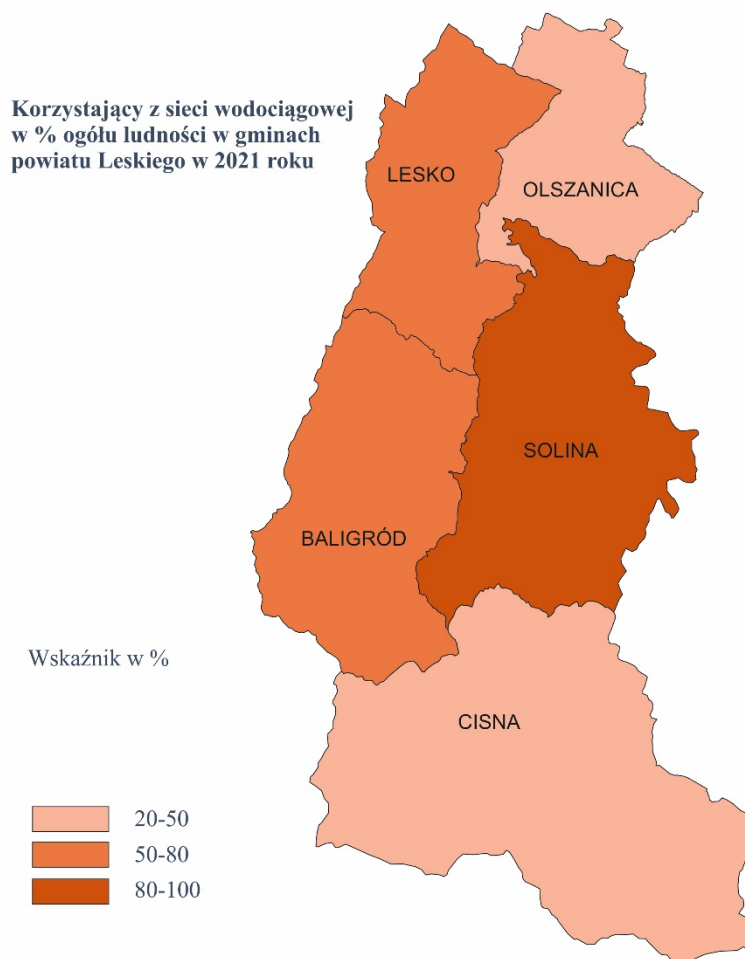 Korzystający z sieci wodociągowej
w % ogółu ludności w gminach
powiatu Leskiego w 2021 roku
LESKO
OLSZANICA
SOLINA
BALIGRÓD
CISNA
Wskaźnik w %
20-50
50-80
80-100